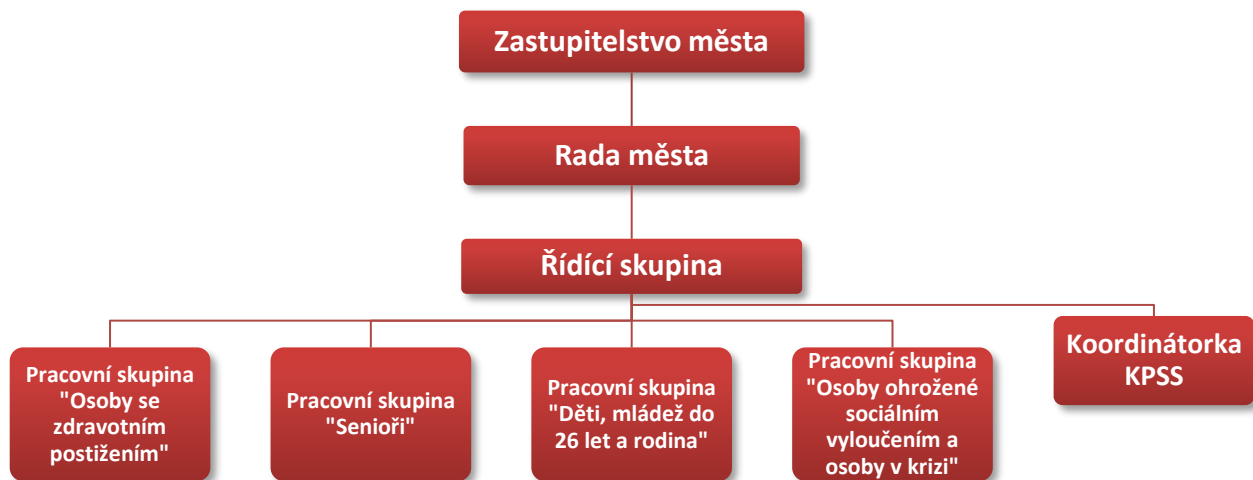 Zastupitelstvo města
Rada města
Řídící skupina
Pracovní skupina
"Osoby se
zdravotním
postižením"
Pracovní skupina
"Senioři"
Pracovní skupina
"Děti, mládež do
26 let a rodina"
Pracovní skupina
"Osoby ohrožené
sociálním
vyloučením a
osoby v krizi"
Koordinátorka
KPSS